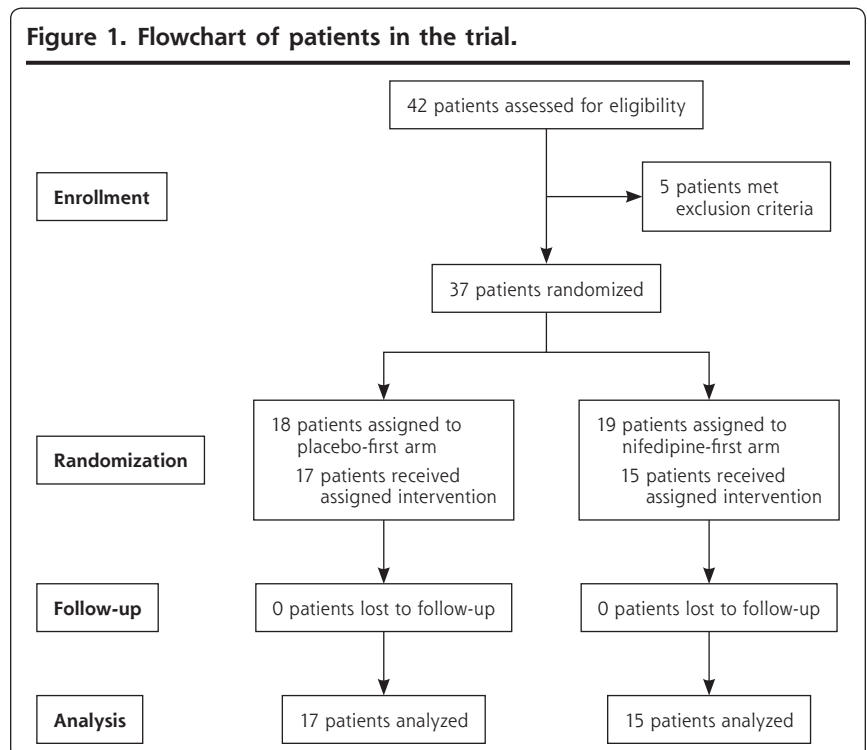 Figure 1. Flowchart of patients in the trial.
42 patients assessed for eligibility
Enrollment
5 patients met
exclusion criteria
37 patients randomized
Randomization
18 patients assigned to
placebo-first arm
17 patients received
assigned intervention
19 patients assigned to
nifedipine-first arm
15 patients received
assigned intervention
Follow-up
0 patients lost to follow-up
0 patients lost to follow-up
Analysis
17 patients analyzed
15 patients analyzed